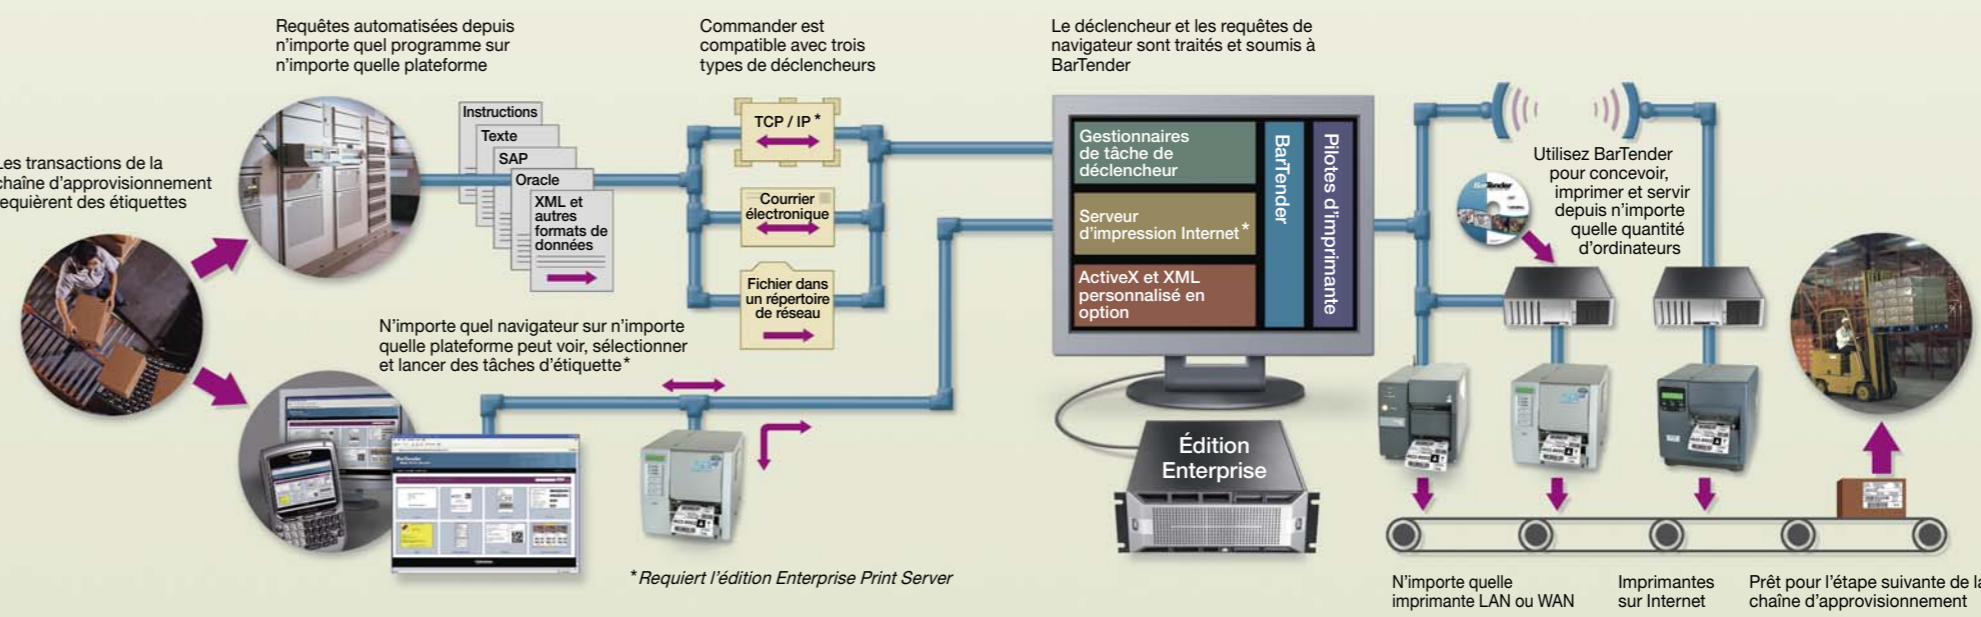 Requêtes automatisées depuis
n'importe quel programme sur
n'importe quelle plateforme
Commander est
compatible avec trois
types de déclencheurs
Le déclencheur et les requêtes de
navigateur sont traités et soumis à
BarTender
Les transactions de la
chaîne d'approvisionnement
requièrent des étiquettes
Instructions
Texte
SAP
Oracle
XML et
autres
formats de
données
TCP / IP *
Courrier
électronique
Fichier dans
un répertoire
de réseau
Gestionnaires
de tâche de
déclencheur
Serveur
d'impression Internet*
ActiveX et XML
personnalisé en
option
BarTender
Pilotes d'imprimante
Utilisez BarTender
pour concevoir,
imprimer et servir
depuis n'importe
quelle quantité
d'ordinateurs
BarTender
N'importe quel navigateur sur n'importe
quelle plateforme peut voir, sélectionner
et lancer des tâches d'étiquette*
BarTender
Édition
Enterprise
*Requiert l'édition Enterprise Print Server
N'importe quelle
imprimante LAN ou WAN
Imprimantes
sur Internet
Prêt pour l'étape suivante de la
chaîne d'approvisionnement